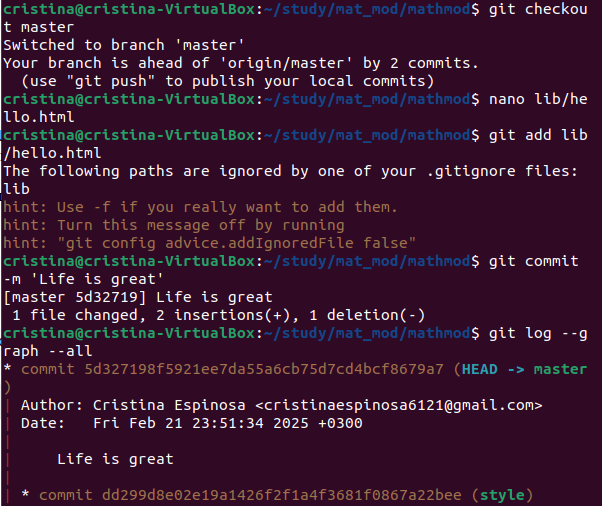 cristina@cristina-VirtualBox:~/study/mat_mod/mathmod$ git checkou
t master
Switched to branch 'master'
Your branch is ahead of 'origin/master' by 2 commits.
  (use "git push" to publish your local commits)
cristina@cristina-VirtualBox:~/study/mat_mod/mathmod$ nano lib/he
llo.html
cristina@cristina-VirtualBox:~/study/mat_mod/mathmod$ git add lib
/hello.html
The following paths are ignored by one of your .gitignore files:
lib
hint: Use -f if you really want to add them.
hint: Turn this message off by running
hint: "git config advice.addIgnoredFile false"
cristina@cristina-VirtualBox:~/study/mat_mod/mathmod$ git commit
-m 'Life is great'
[master 5d32719] Life is great
 1 file changed, 2 insertions(+), 1 deletion(-)
cristina@cristina-VirtualBox:~/study/mat_mod/mathmod$ git log --g
raph --all
* commit 5d327198f5921ee7da55a6cb75d7cd4bcf8679a7 (HEAD -> master
)
| Author: Cristina Espinosa <cristinaespinosa6121@gmail.com>
| Date:   Fri Feb 21 23:51:34 2025 +0300
|
|     Life is great
|
| * commit dd299d8e02e19a1426f2f1a4f3681f0867a22bee (style)